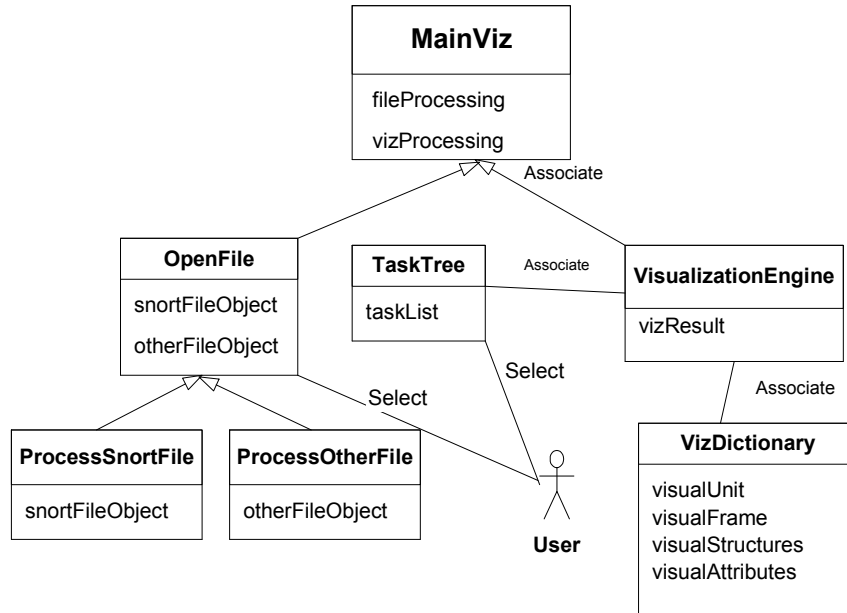 MainViz
fileProcessing
vizProcessing
Associate
OpenFile
snortFileObject
otherFileObject
TaskTree
taskList
Associate
VisualizationEngine
vizResult
Select
Select
Associate
ProcessSnortFile
snortFileObject
ProcessOtherFile
otherFileObject
User
VizDictionary
visualUnit
visualFrame
visualStructures
visualAttributes